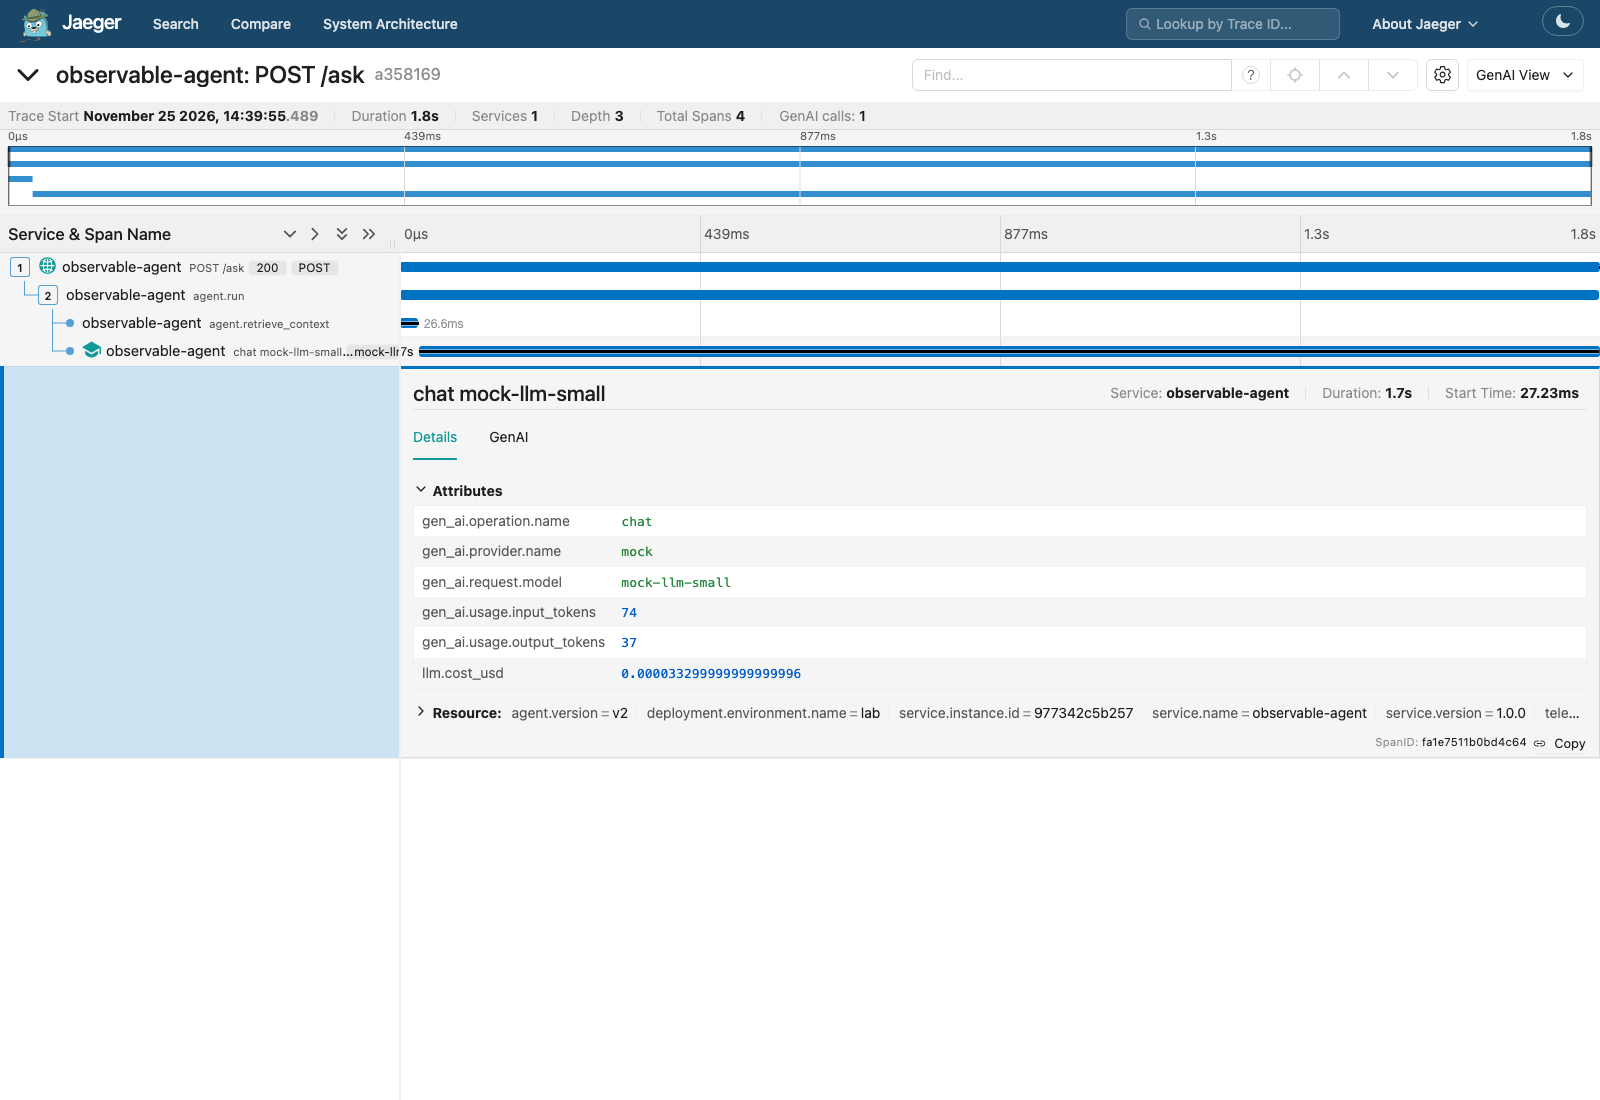 Jaeger Search Compare System Architecture Lookup by Trace ID... About Jaeger
observable-agent: POST /ask a358169 Find... ? GenAI View
Trace Start November 25 2026, 14:39:55.489 Duration 1.8s Services 1 Depth 3 Total Spans 4 GenAI calls: 1
0μs 439ms 877ms 1.3s 1.8s
Service & Span Name 0μs 439ms 877ms 1.3s 1.8s
1 observable-agent POST /ask 200 POST
2 observable-agent agent.run
observable-agent agent.retrieve_context 26.6ms
observable-agent chat mock-llm-small... mock-llm 7s
chat mock-llm-small Service: observable-agent Duration: 1.7s Start Time: 27.23ms
Details GenAI
Attributes
gen_ai.operation.name chat
gen_ai.provider.name mock
gen_ai.request.model mock-llm-small
gen_ai.usage.input_tokens 74
gen_ai.usage.output_tokens 37
llm.cost_usd 0.000033299999999999996
Resource: agent.version = v2 deployment.environment.name = lab service.instance.id = 977342c5b257 service.name = observable-agent service.version = 1.0.0 tele...
SpanID: fa1e7511b0bd4c64 Copy